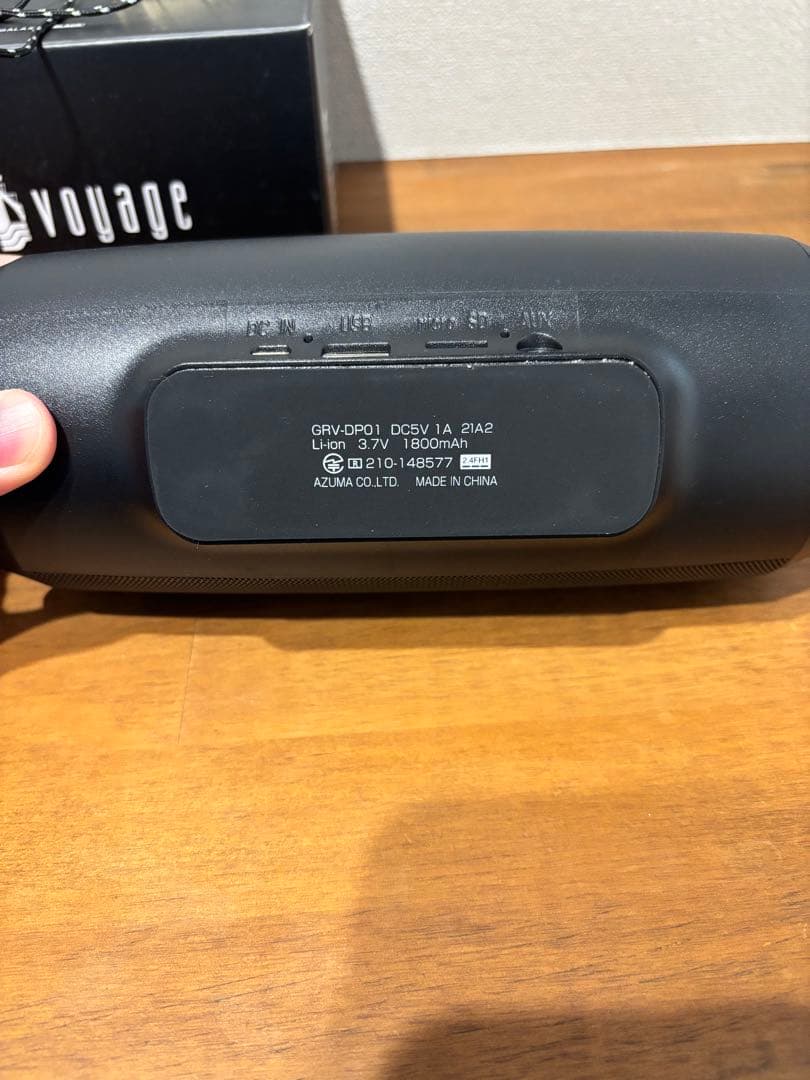 voyage
DC IN USB Micro SD AUX
GRV-DP01 DC5V 1A 21A2
Li-ion 3.7V 1800mAh
R 210-148577 2.4FH1
AZUMA CO.,LTD. MADE IN CHINA